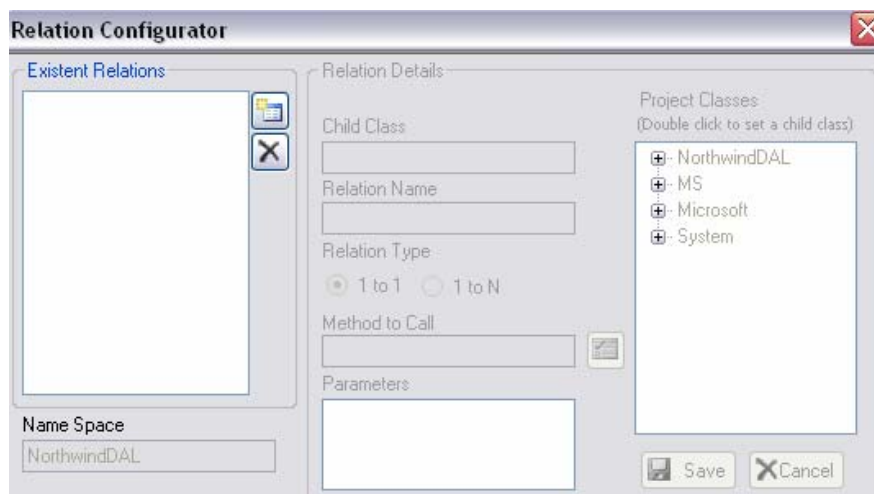 Relation Configurator
Existent Relations
Name Space
NorthwindDAL
Relation Details
Child Class
Relation Name
Relation Type
1 to 1 1 to N
Method to Call
Parameters
Project Classes
(Double click to set a child class)
NorthwindDAL
MS
Microsoft
System
Save Cancel